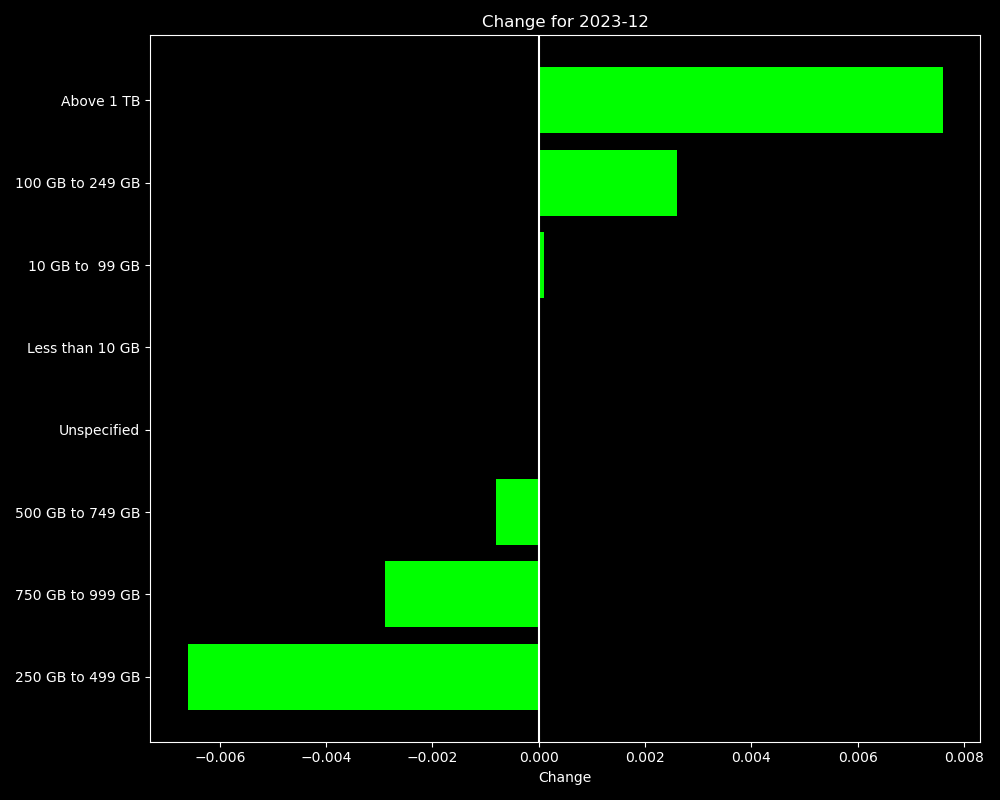 Change for 2023-12
Above 1 TB
100 GB to 249 GB
10 GB to  99 GB
Less than 10 GB
Unspecified
500 GB to 749 GB
750 GB to 999 GB
250 GB to 499 GB
−0.006 −0.004 −0.002 0.000 0.002 0.004 0.006 0.008
Change